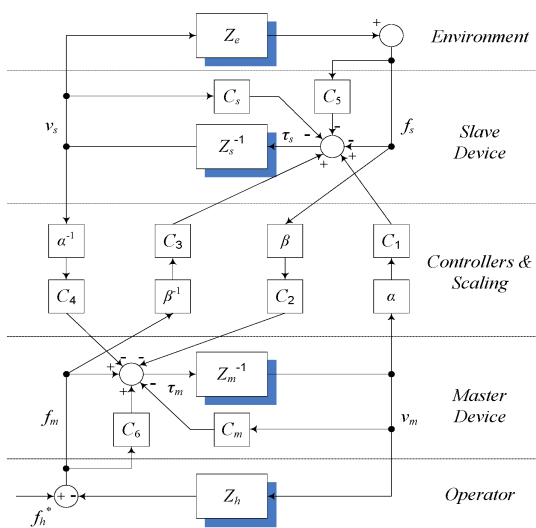 +
Z_e
Environment
C_s
C_5
v_s
-
-
f_s
Z_s^-1
τ_s
-
+
+
Slave
Device
α^-1
C_3
β
C_1
Controllers &
Scaling
C_4
β^-1
C_2
α
-
-
+
Z_m^-1
+
τ_m
-
Master
Device
f_m
C_6
C_m
v_m
+
-
Z_h
Operator
f_h^*